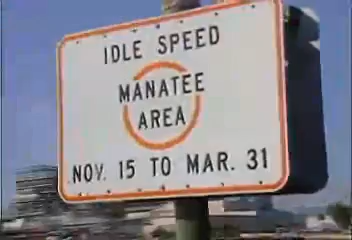 IDLE SPEED
MANATEE
AREA
NOV. 15 TO MAR. 31